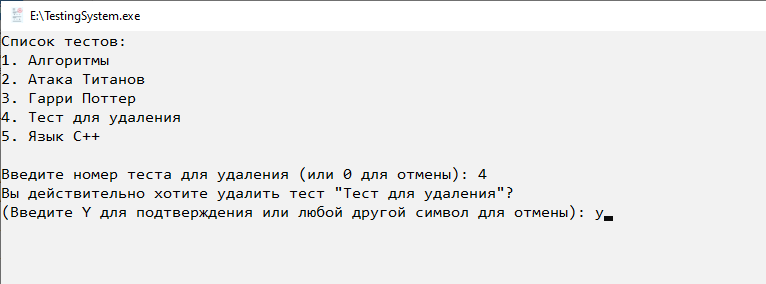 E:\TestingSystem.exe
Список тестов:
1. Алгоритмы
2. Атака Титанов
3. Гарри Поттер
4. Тест для удаления
5. Язык C++
Введите номер теста для удаления (или 0 для отмены): 4
Вы действительно хотите удалить тест "Тест для удаления"?
(Введите Y для подтверждения или любой другой символ для отмены): y